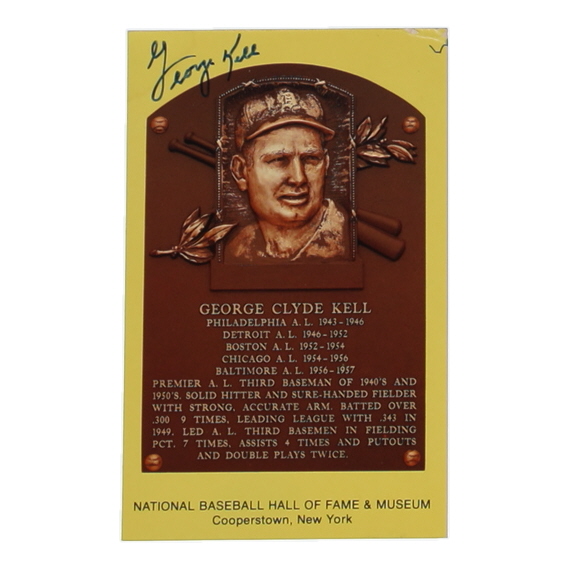 George Kell
GEORGE CLYDE KELL
PHILADELPHIA A. L. 1943-1946
DETROIT A. L. 1946-1952
BOSTON A. L. 1952-1954
CHICAGO A. L. 1954-1956
BALTIMORE A. L. 1956-1957
PREMIER A. L. THIRD BASEMAN OF 1940'S AND
1950'S. SOLID HITTER AND SURE-HANDED FIELDER
WITH STRONG, ACCURATE ARM. BATTED OVER
.300 9 TIMES, LEADING LEAGUE WITH .343 IN
1949. LED A. L. THIRD BASEMEN IN FIELDING
PCT. 7 TIMES, ASSISTS 4 TIMES AND PUTOUTS
AND DOUBLE PLAYS TWICE.
NATIONAL BASEBALL HALL OF FAME & MUSEUM
Cooperstown, New York